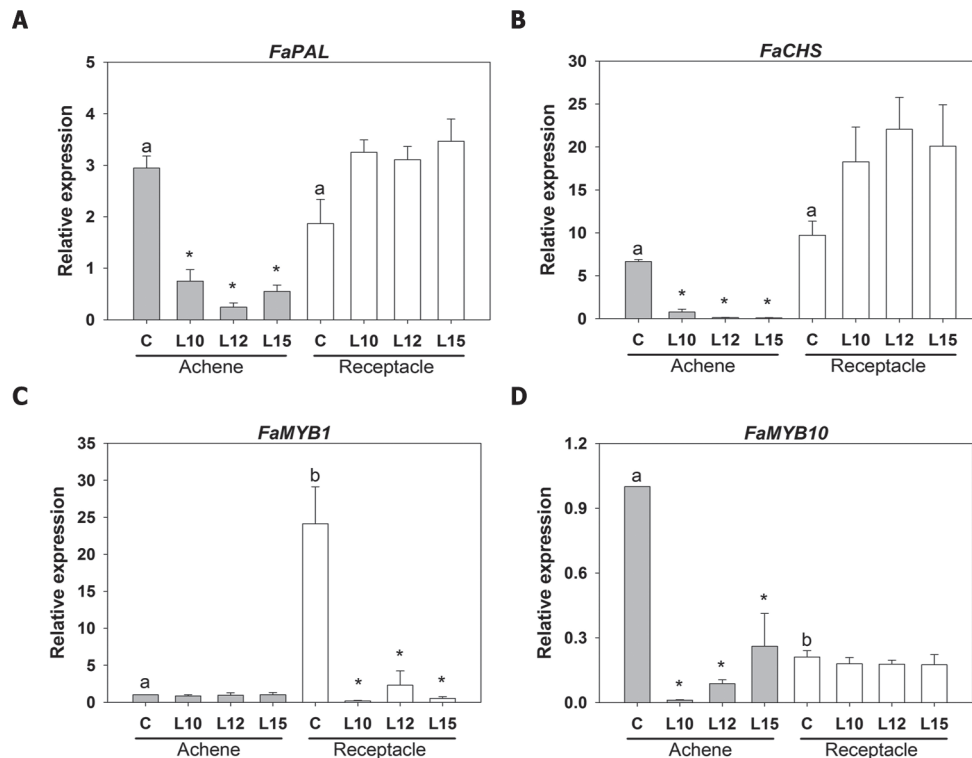 A
FaPAL
Relative expression
5
4
3
2
1
0
a
*
*
*
a
C L10 L12 L15 C L10 L12 L15
Achene Receptacle
B
FaCHS
Relative expression
30
25
20
15
10
5
0
a
*
*
*
a
C L10 L12 L15 C L10 L12 L15
Achene Receptacle
C
FaMYB1
Relative expression
35
30
25
20
15
10
5
0
a
b
*
*
*
C L10 L12 L15 C L10 L12 L15
Achene Receptacle
D
FaMYB10
Relative expression
1.2
0.9
0.6
0.3
0.0
a
*
*
*
b
C L10 L12 L15 C L10 L12 L15
Achene Receptacle